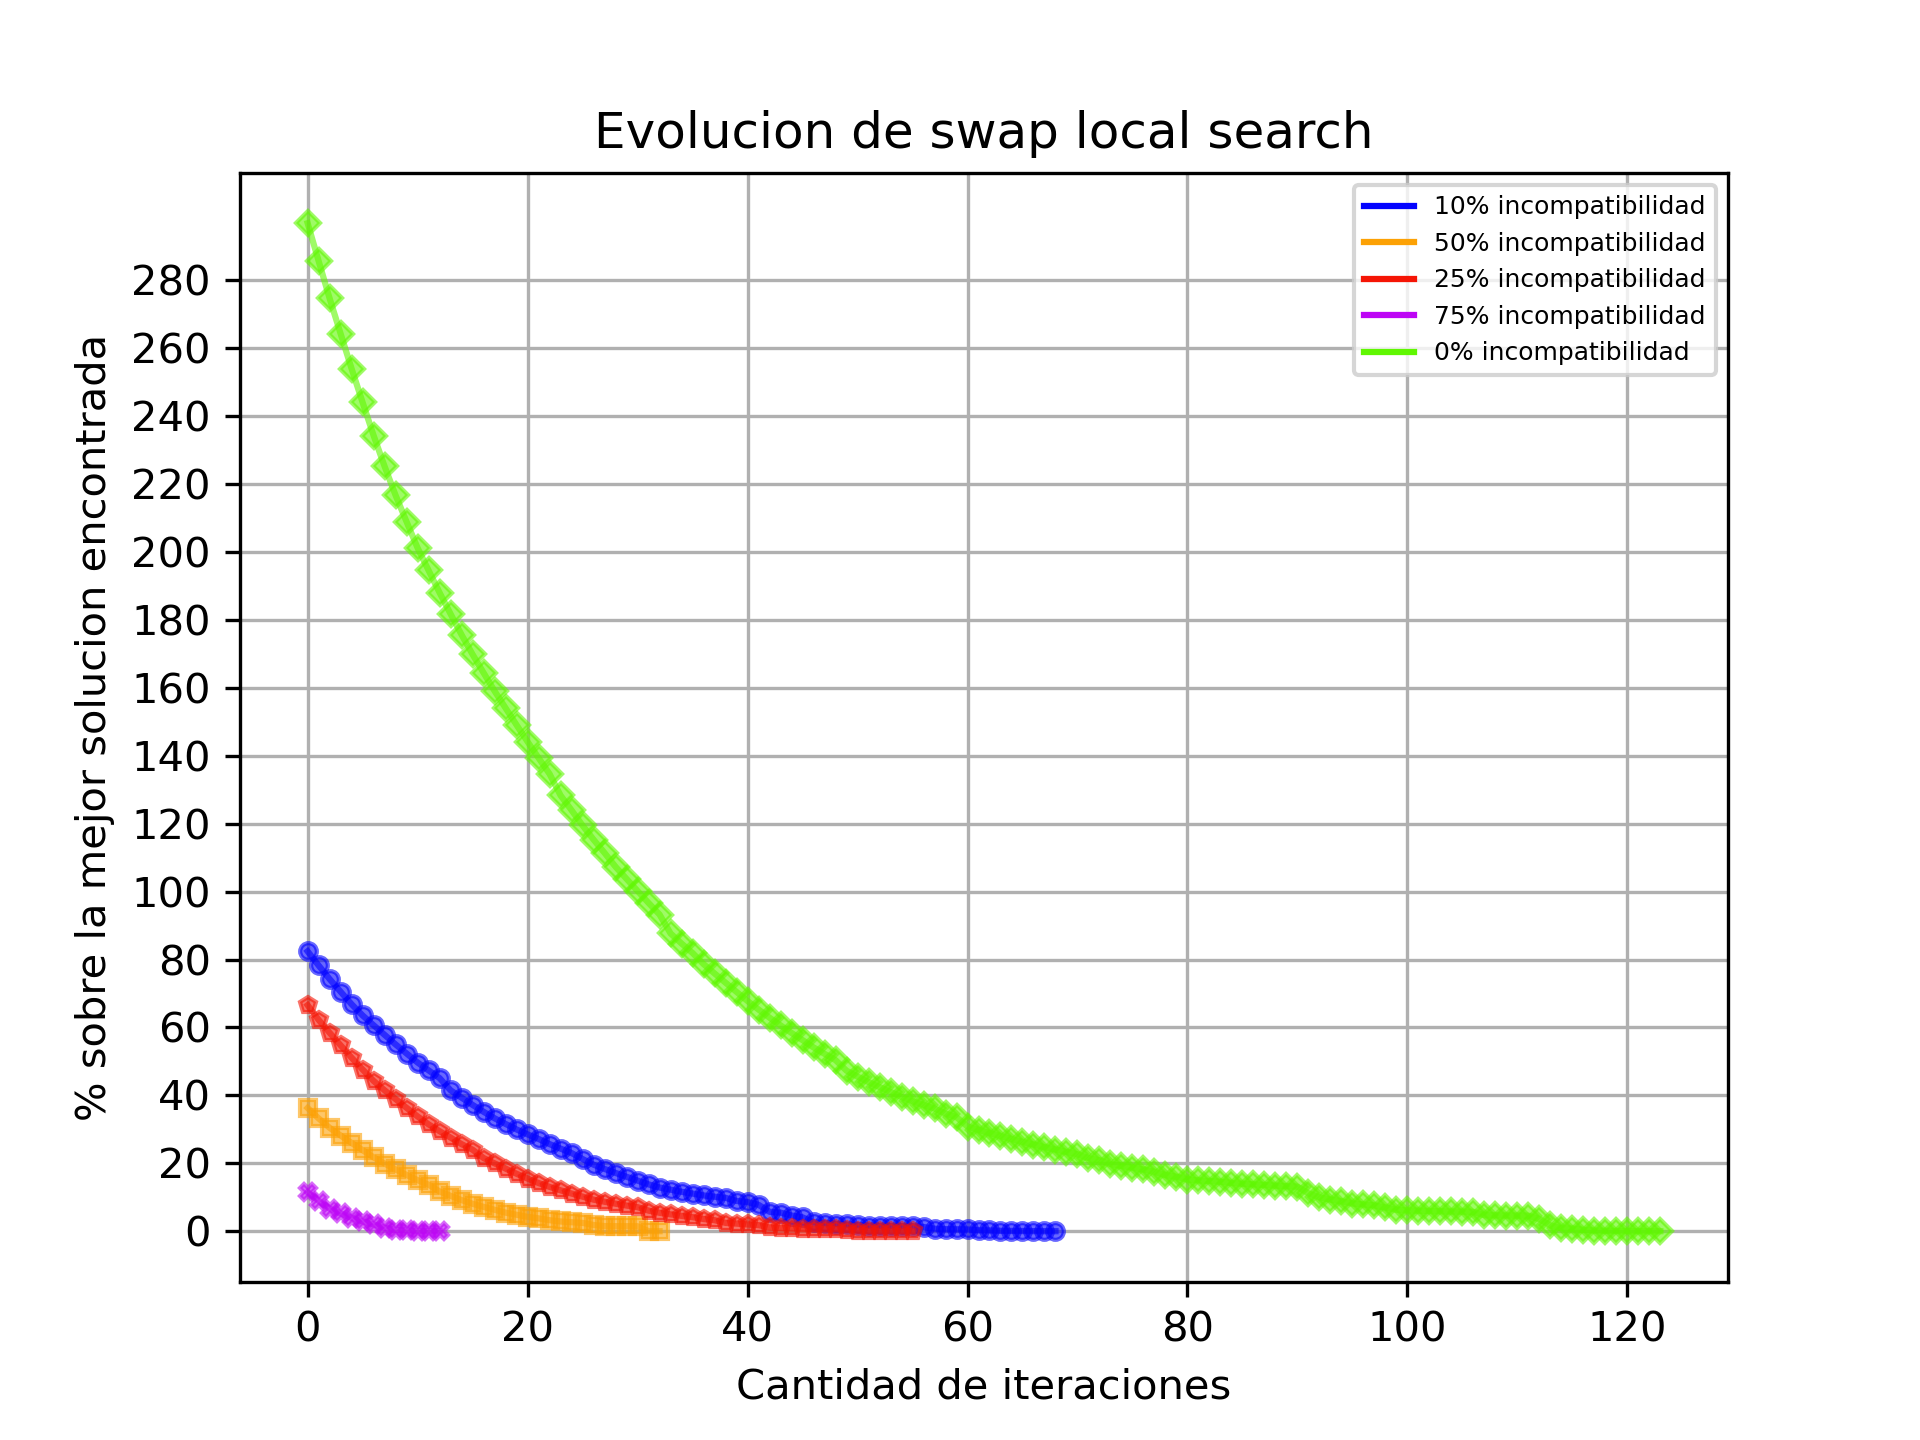 Evolucion de swap local search
10% incompatibilidad
50% incompatibilidad
25% incompatibilidad
75% incompatibilidad
0% incompatibilidad
% sobre la mejor solucion encontrada
280
260
240
220
200
180
160
140
120
100
80
60
40
20
0
0 20 40 60 80 100 120
Cantidad de iteraciones